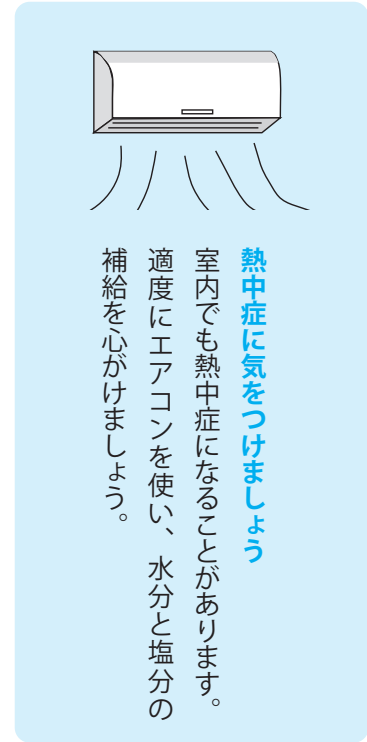 熱中症に気をつけましょう
室内でも熱中症になることがあります。
適度にエアコンを使い、水分と塩分の
補給を心がけましょう。